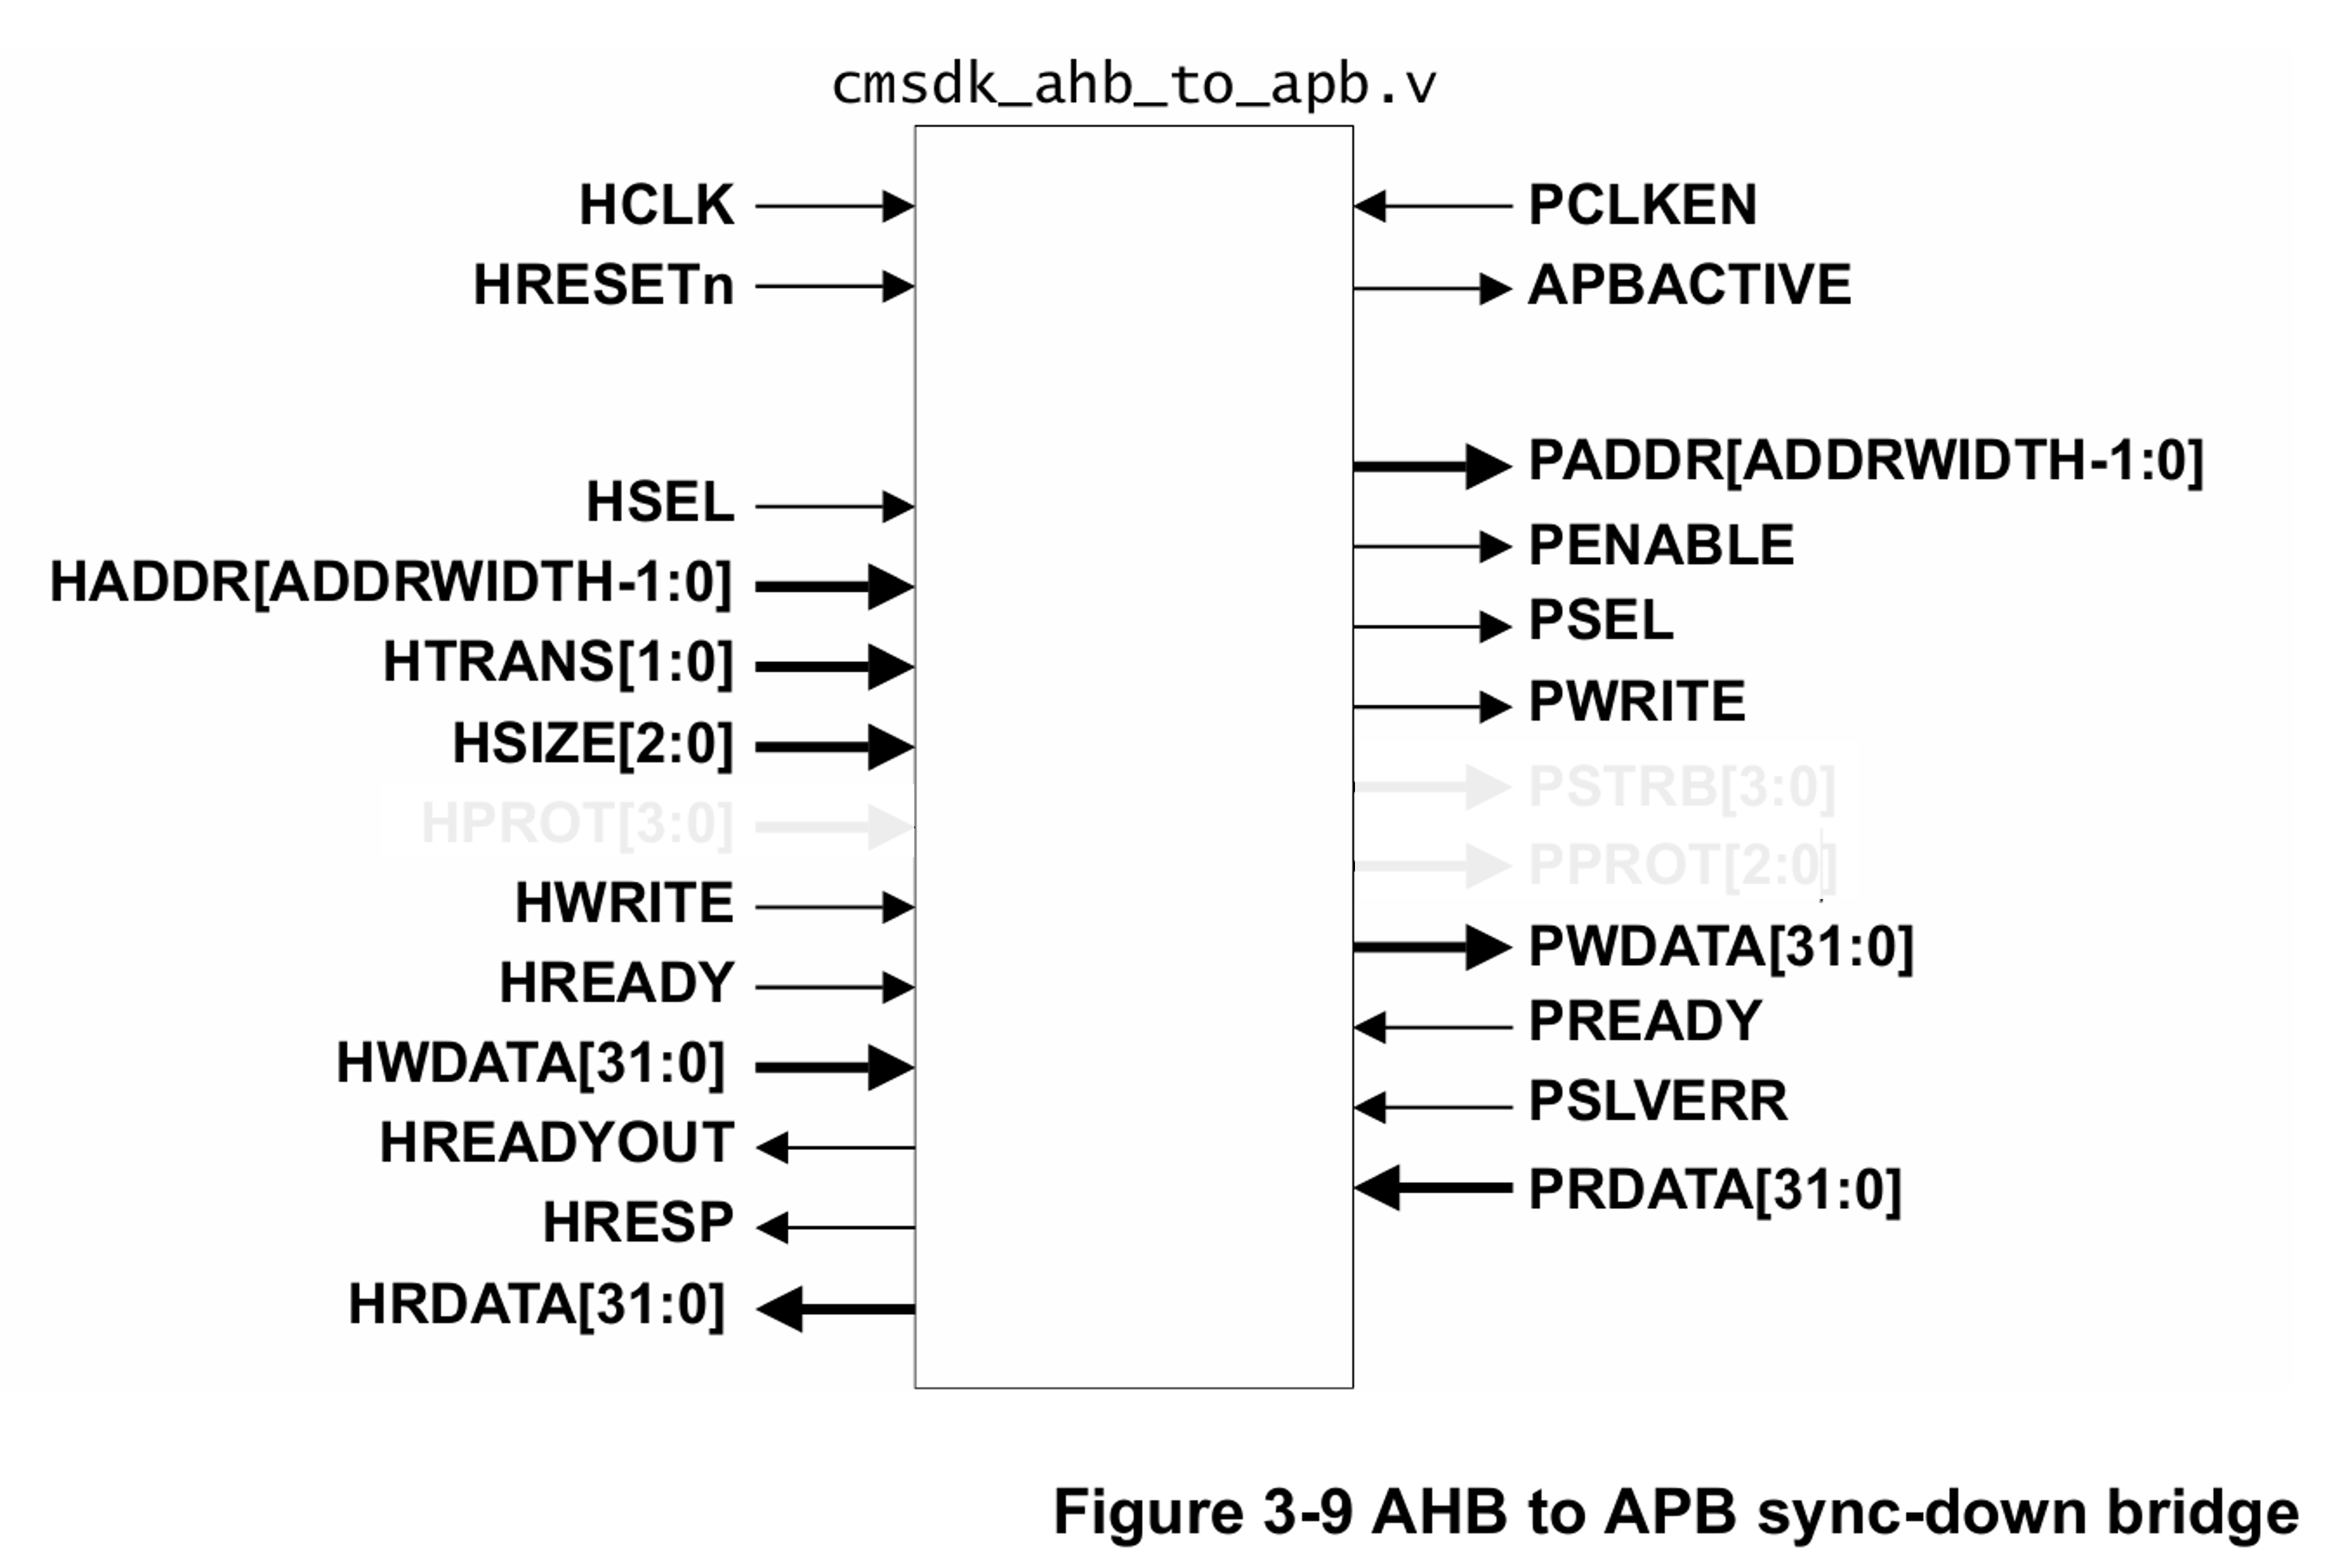 cmsdk_ahb_to_apb.v
HCLK
HRESETn
HSEL
HADDR[ADDRWIDTH-1:0]
HTRANS[1:0]
HSIZE[2:0]
HPROT[3:0]
HWRITE
HREADY
HWDATA[31:0]
HREADYOUT
HRESP
HRDATA[31:0]
PCLKEN
APBACTIVE
PADDR[ADDRWIDTH-1:0]
PENABLE
PSEL
PWRITE
PSTRB[3:0]
PPROT[2:0]
PWDATA[31:0]
PREADY
PSLVERR
PRDATA[31:0]
Figure 3-9 AHB to APB sync-down bridge